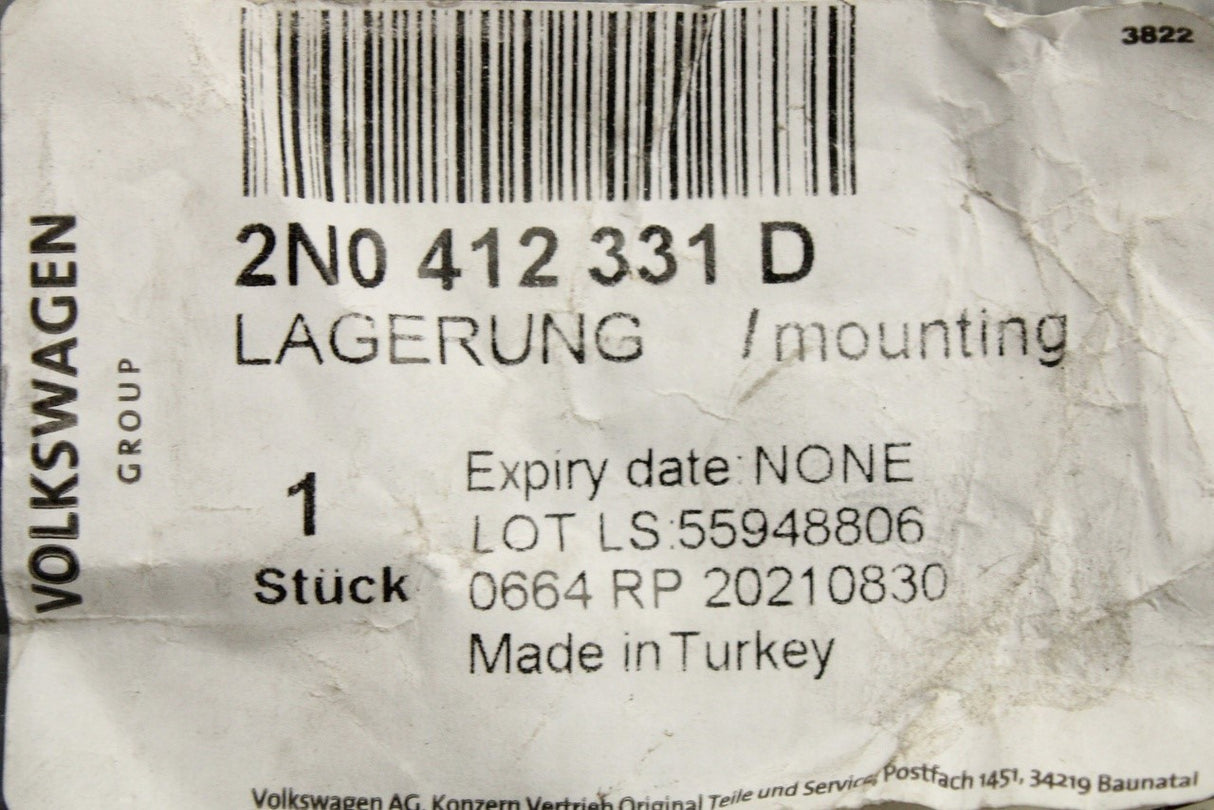 3822
VOLKSWAGEN
GROUP
2N0 412 331 D
LAGERUNG /mounting
1
Stück
Expiry date: NONE
LOT LS:55948806
0664 RP 20210830
Made in Turkey
Volkswagen AG, Konzern Vertrieb Original Teile und Service, Postfach 1451, 34219 Baunatal